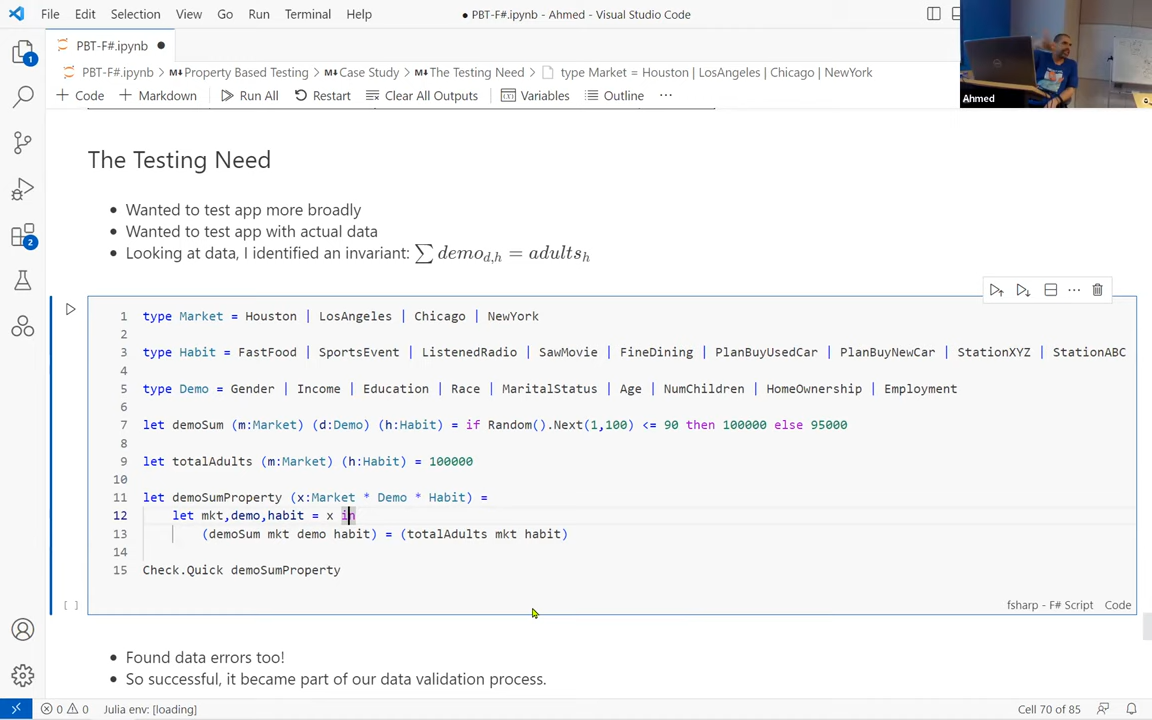 File Edit Selection View Go Run Terminal Help
● PBT-F#.ipynb - Ahmed - Visual Studio Code
PBT-F#.ipynb ●
PBT-F#.ipynb > M↓Property Based Testing > M↓Case Study > M↓The Testing Need > type Market = Houston | LosAngeles | Chicago | NewYork
+ Code + Markdown Run All Restart Clear All Outputs Variables Outline ...
Ahmed
1
2
The Testing Need
• Wanted to test app more broadly
• Wanted to test app with actual data
• Looking at data, I identified an invariant: ∑ demo_{d,h} = adults_h
1 type Market = Houston | LosAngeles | Chicago | NewYork
2
3 type Habit = FastFood | SportsEvent | ListenedRadio | SawMovie | FineDining | PlanBuyUsedCar | PlanBuyNewCar | StationXYZ | StationABC
4
5 type Demo = Gender | Income | Education | Race | MaritalStatus | Age | NumChildren | HomeOwnership | Employment
6
7 let demoSum (m:Market) (d:Demo) (h:Habit) = if Random().Next(1,100) <= 90 then 100000 else 95000
8
9 let totalAdults (m:Market) (h:Habit) = 100000
10
11 let demoSumProperty (x:Market * Demo * Habit) =
12 let mkt,demo,habit = x in
13 (demoSum mkt demo habit) = (totalAdults mkt habit)
14
15 Check.Quick demoSumProperty
[ ]
fsharp - F# Script Code
• Found data errors too!
• So successful, it became part of our data validation process.
0 0 Julia env: [loading] Cell 70 of 85